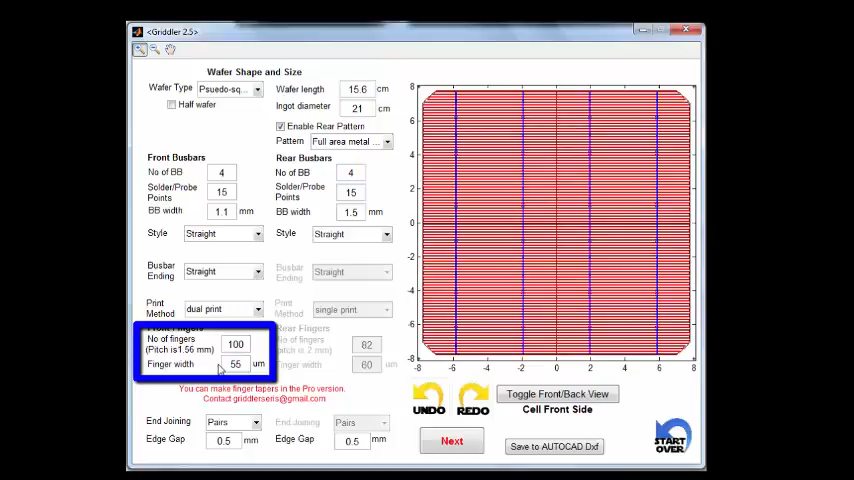 <Griddler 2.5>
Wafer Shape and Size
Wafer Type Psuedo-sq... Wafer length 15.6 cm
Half wafer Ingot diameter 21 cm
Enable Rear Pattern
Pattern Full area metal ...
Front Busbars Rear Busbars
No of BB 4 No of BB 4
Solder/Probe Points 15 Solder/Probe Points 15
BB width 1.1 mm BB width 1.5 mm
Style Straight Style Straight
Busbar Ending Straight Busbar Ending Straight
Print Method dual print Print Method single print
Front Fingers Rear Fingers
No of fingers 100 No of fingers 82
(Pitch is1.56 mm) pitch is 2 mm)
Finger width 55 um Finger width 60 um
You can make finger tapers in the Pro version.
Contact griddlerseris@gmail.com
End Joining Pairs End Joining Pairs
Edge Gap 0.5 mm Edge Gap 0.5 mm
8
6
4
2
0
-2
-4
-6
-8
-8 -6 -4 -2 0 2 4 6 8
UNDO REDO Toggle Front/Back View
Cell Front Side
Next Save to AUTOCAD Dxf START OVER